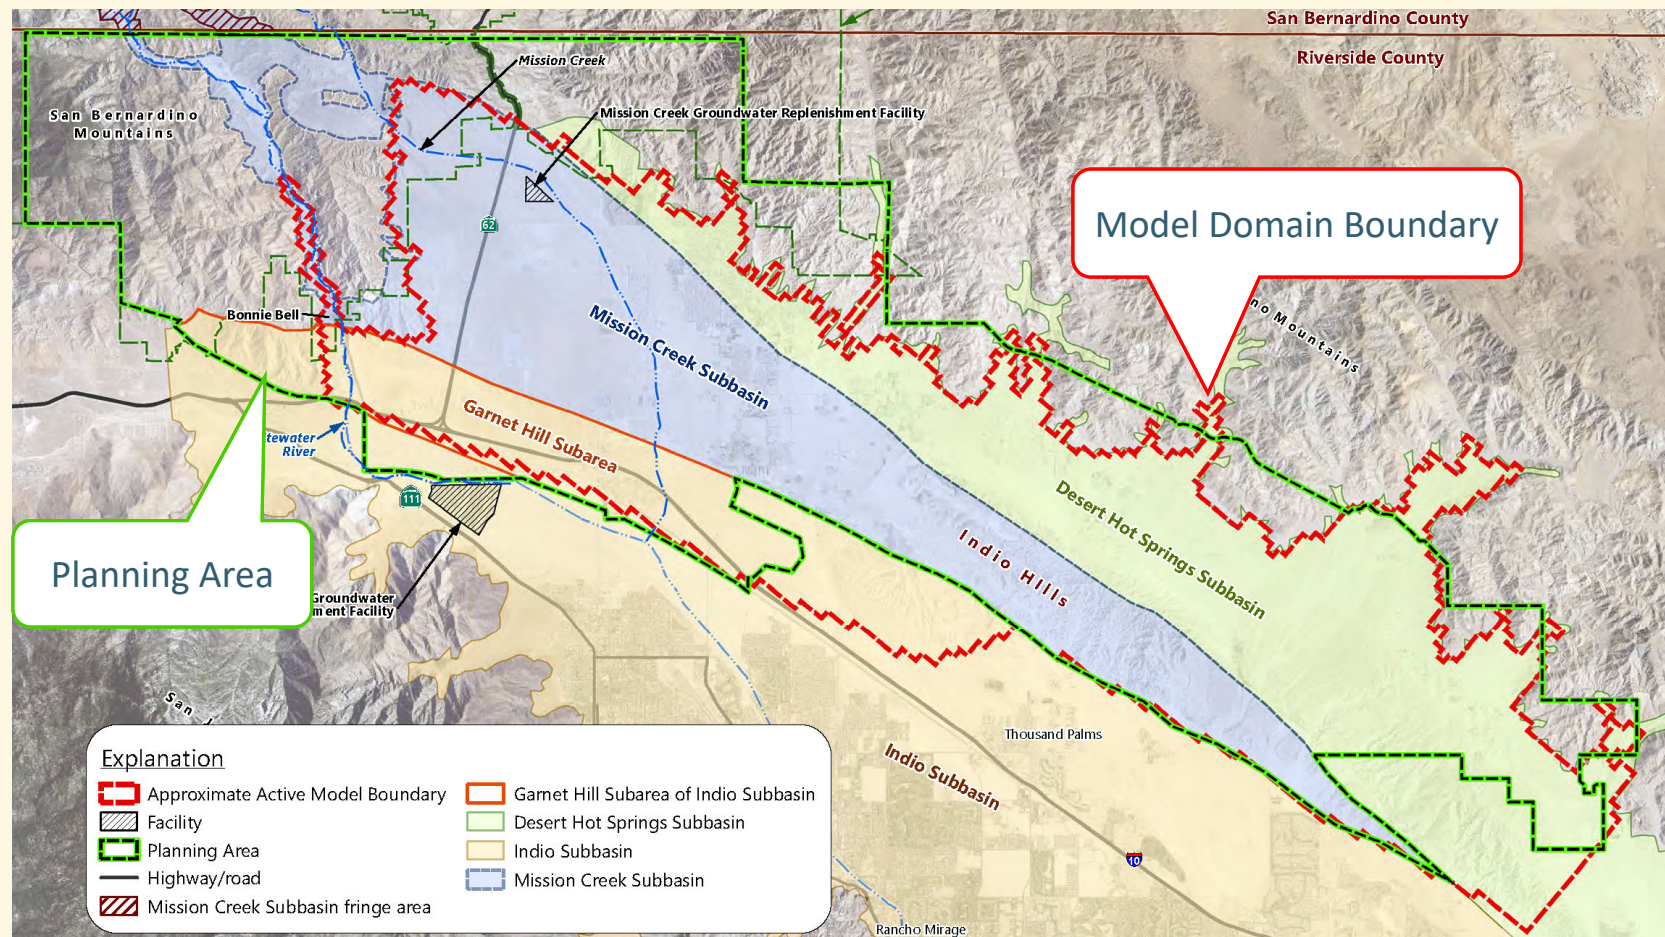 San Bernardino County
Riverside County
Mission Creek
San Bernardino
Mountains
Mission Creek Groundwater Replenishment Facility
62
Model Domain Boundary
no Mountains
Bonnie Bell
Mission Creek Subbasin
Garnet Hill Subarea
tewater
River
111
Desert Hot Springs Subbasin
Indio HIlls
Planning Area
Groundwater
ment Facility
San J
Thousand Palms
Indio Subbasin
10
Rancho Mirage
Explanation
Approximate Active Model Boundary
Facility
Planning Area
Highway/road
Mission Creek Subbasin fringe area
Garnet Hill Subarea of Indio Subbasin
Desert Hot Springs Subbasin
Indio Subbasin
Mission Creek Subbasin